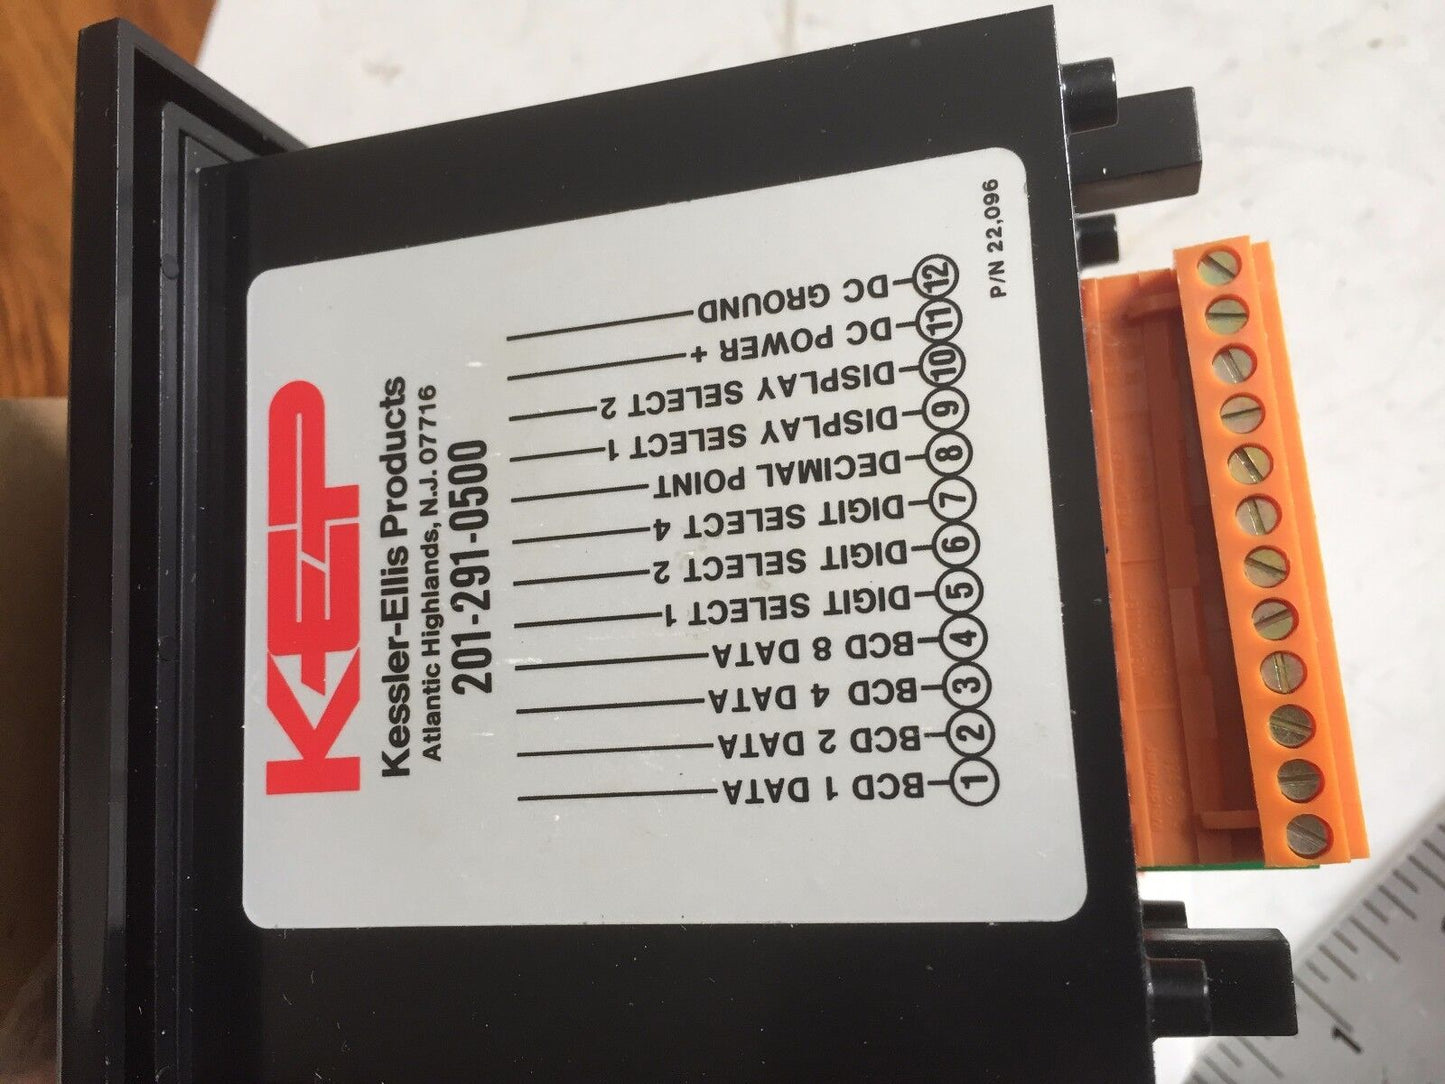 KEP
Kessler-Ellis Products
Atlantic Highlands, N.J. 07716
201-291-0500
1 BCD 1 DATA
2 BCD 2 DATA
3 BCD 4 DATA
4 BCD 8 DATA
5 DIGIT SELECT 1
6 DIGIT SELECT 2
7 DIGIT SELECT 4
8 DECIMAL POINT
9 DISPLAY SELECT 1
10 DISPLAY SELECT 2
11 DC POWER +
12 DC GROUND
P/N 22,096
1